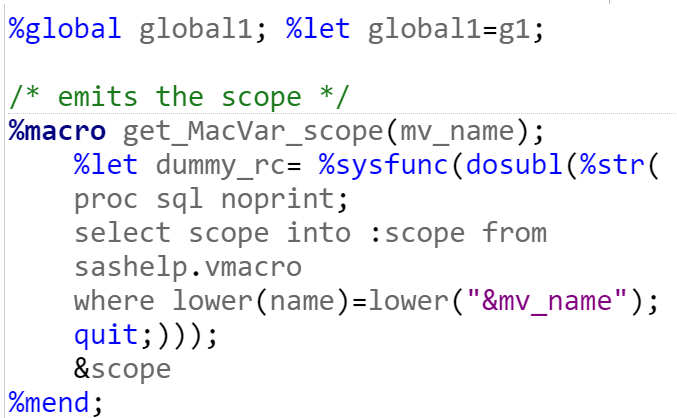 %global global1; %let global1=g1;
/* emits the scope */
%macro get_MacVar_scope(mv_name);
%let dummy_rc= %sysfunc(dosubl(%str(
proc sql noprint;
select scope into :scope from
sashelp.vmacro
where lower(name)=lower("&mv_name");
quit;)));
&scope
%mend;